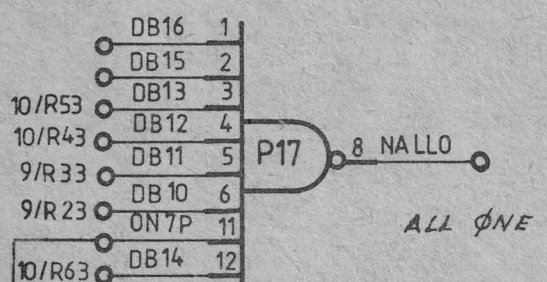 DB16 1
DB15 2
10/R53 DB13 3
10/R43 DB12 4
9/R33 DB11 5
9/R23 DB10 6
ON7P 11
10/R63 DB14 12
P17
8 NALLO
ALL ØNE